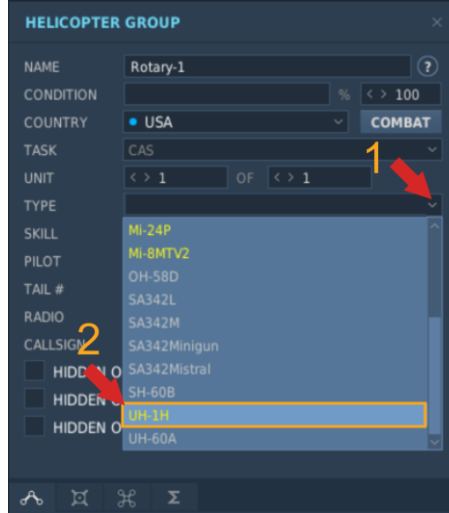 HELICOPTER GROUP ×
NAME Rotary-1 ?
CONDITION % < > 100
COUNTRY USA COMBAT
TASK CAS 1
UNIT < > 1 OF < > 1
TYPE
SKILL Mi-24P
PILOT Mi-8MTV2
OH-58D
TAIL # SA342L
RADIO SA342M
CALLSIGN SA342Minigun
2
HIDDEN O SA342Mistral
SH-60B
HIDDEN O UH-1H
HIDDEN O UH-60A
Σ